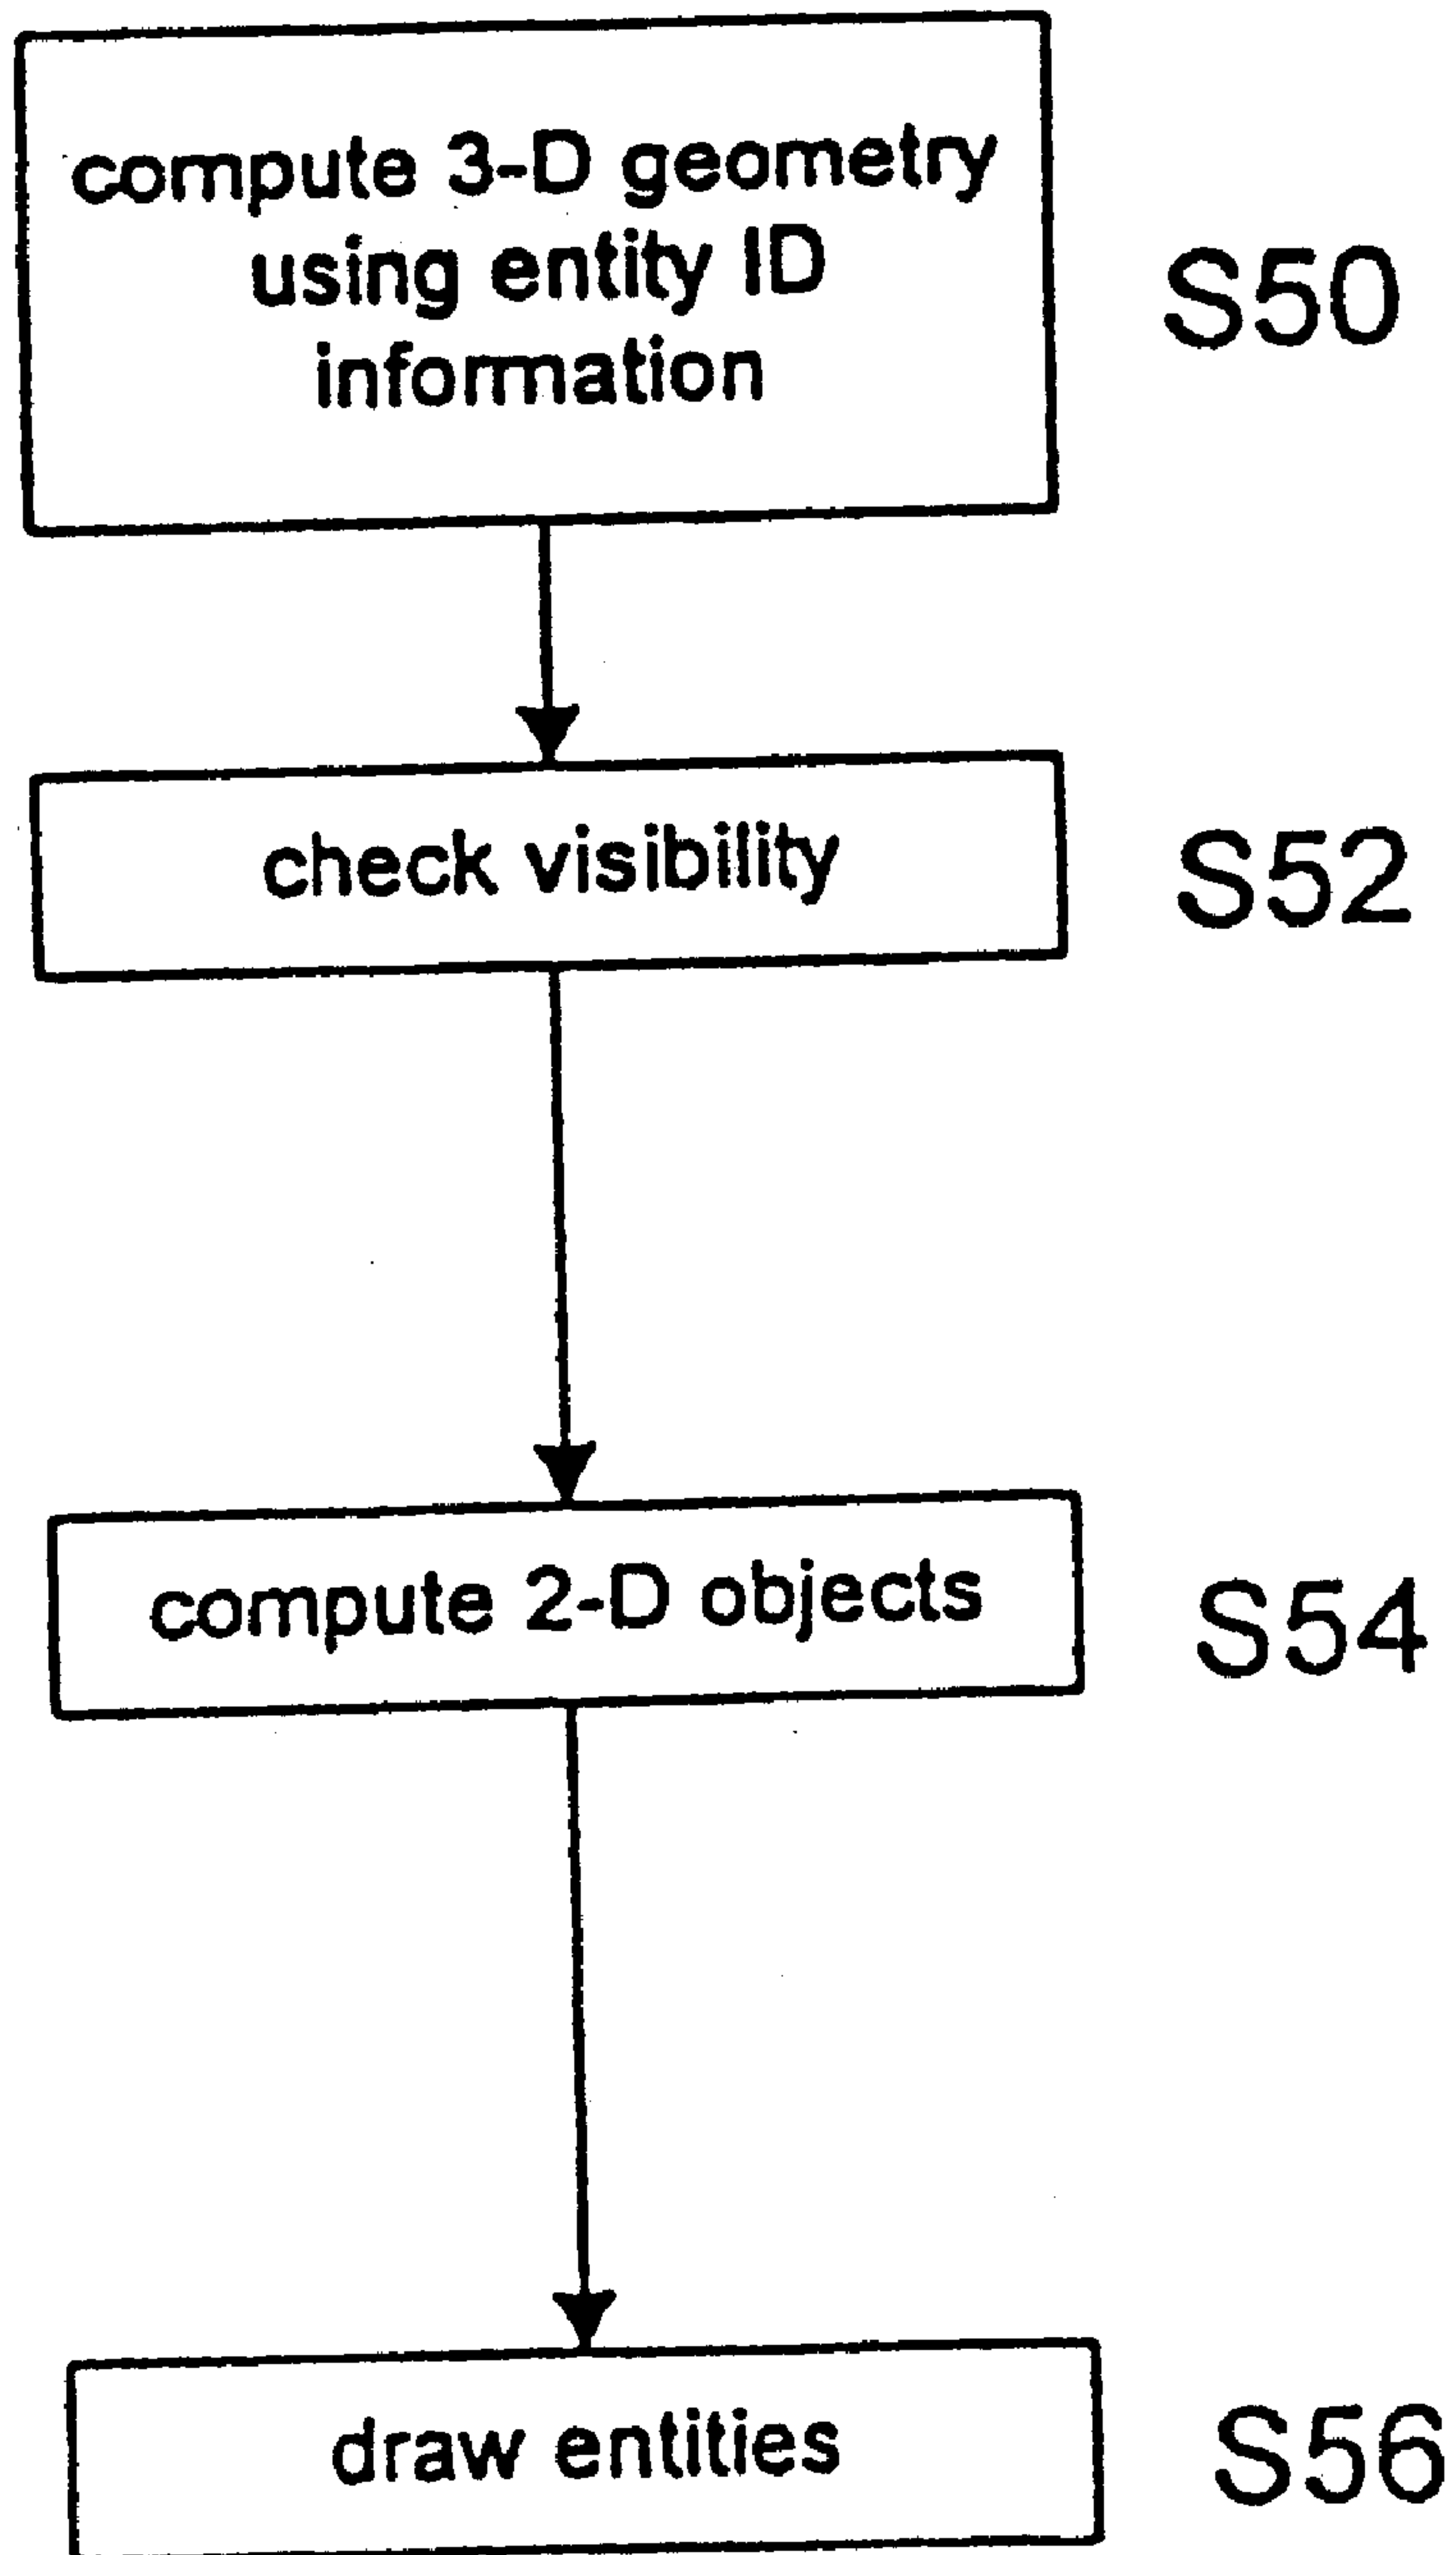 compute 3-D geometry
using entity ID
information
S50
check visibility
S52
compute 2-D objects
S54
draw entities
S56